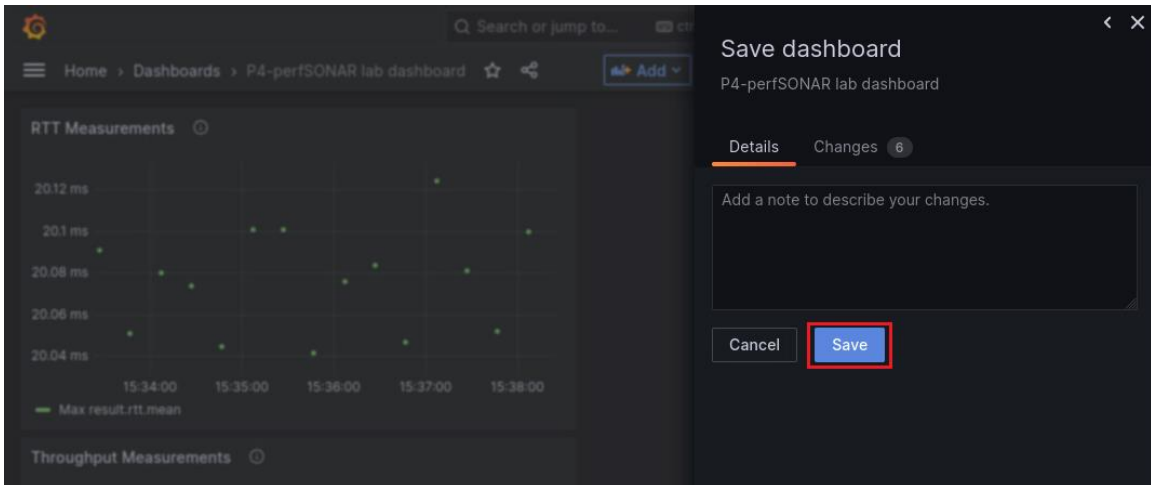 Search or jump to...
Home › Dashboards › P4-perfSONAR lab dashboard
Add
RTT Measurements
20.12 ms
20.1 ms
20.08 ms
20.06 ms
20.04 ms
15:34:00 15:35:00 15:36:00 15:37:00 15:38:00
Max result.rtt.mean
Throughput Measurements
Save dashboard
P4-perfSONAR lab dashboard
Details Changes 6
Add a note to describe your changes.
Cancel Save